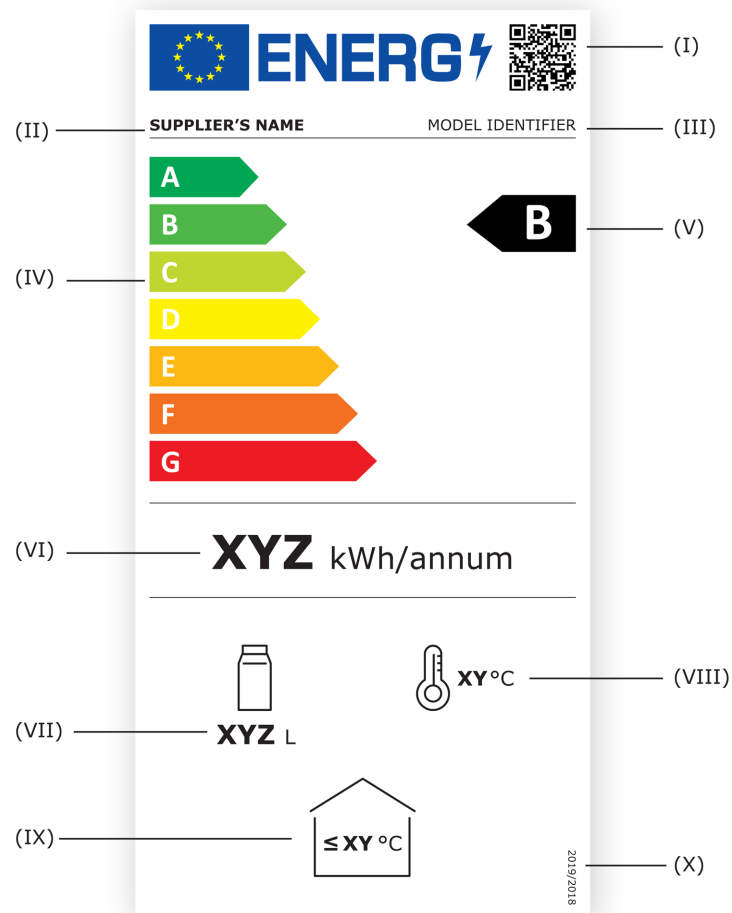 ENERG
(I)
(II)
SUPPLIER'S NAME
MODEL IDENTIFIER
(III)
A
B
B
(V)
(IV)
C
D
E
F
G
(VI)
XYZ kWh/annum
XY°C
(VIII)
(VII)
XYZ L
(IX)
≤ XY °C
2019/2018
(X)